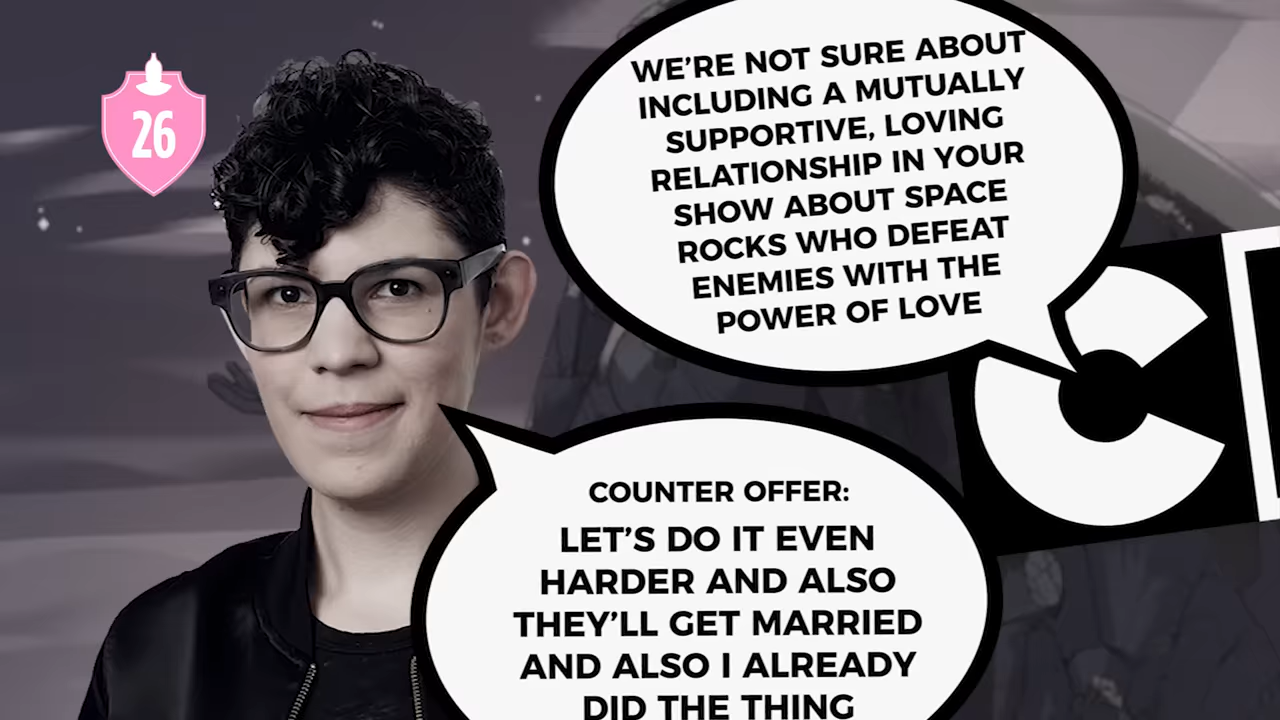 26
WE'RE NOT SURE ABOUT
INCLUDING A MUTUALLY
SUPPORTIVE, LOVING
RELATIONSHIP IN YOUR
SHOW ABOUT SPACE
ROCKS WHO DEFEAT
ENEMIES WITH THE
POWER OF LOVE
C
COUNTER OFFER:
LET'S DO IT EVEN
HARDER AND ALSO
THEY'LL GET MARRIED
AND ALSO I ALREADY
DID THE THING